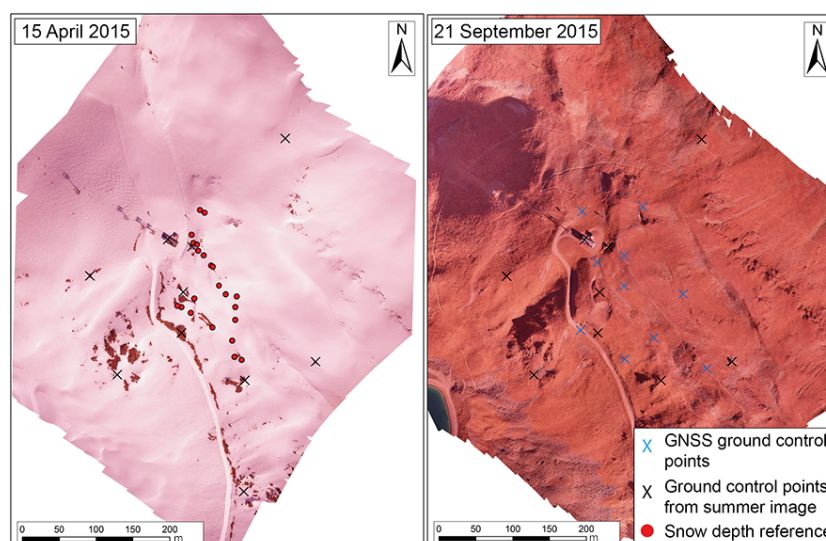 15 April 2015
N
21 September 2015
N
GNSS ground control
points
Ground control points
from summer image
Snow depth reference
0 50 100 150 200
m
0 50 100 150 200
m